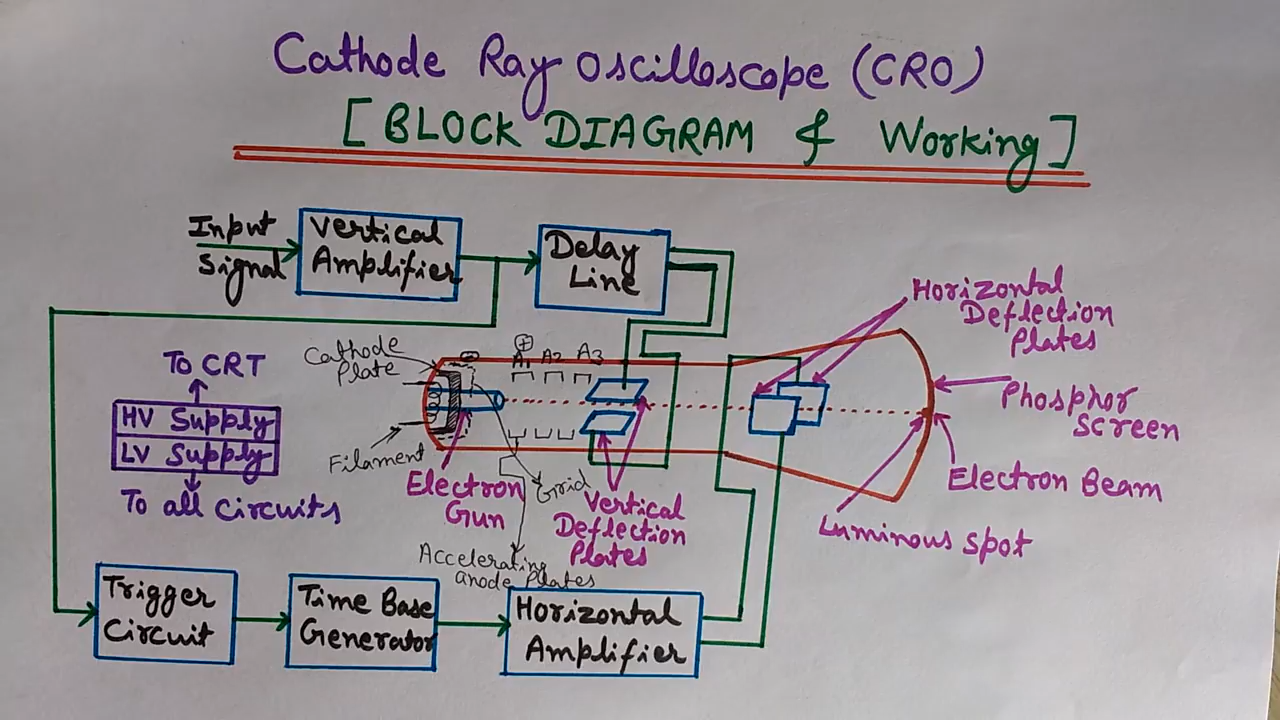 Cathode Ray Oscilloscope (CRO)
[BLOCK DIAGRAM & Working]
Input
Signal
Vertical
Amplifier
Delay
Line
Horizontal
Deflection
Plates
Cathode
Plate
⊕
A1 A2 A3
⊖
To CRT
HV Supply
LV Supply
To all Circuits
Phosphor
Screen
Filament
Electron
Gun
Grid
Vertical
Deflection
Plates
Electron Beam
Luminous Spot
Accelerating
anode Plates
Trigger
Circuit
Time Base
Generator
Horizontal
Amplifier